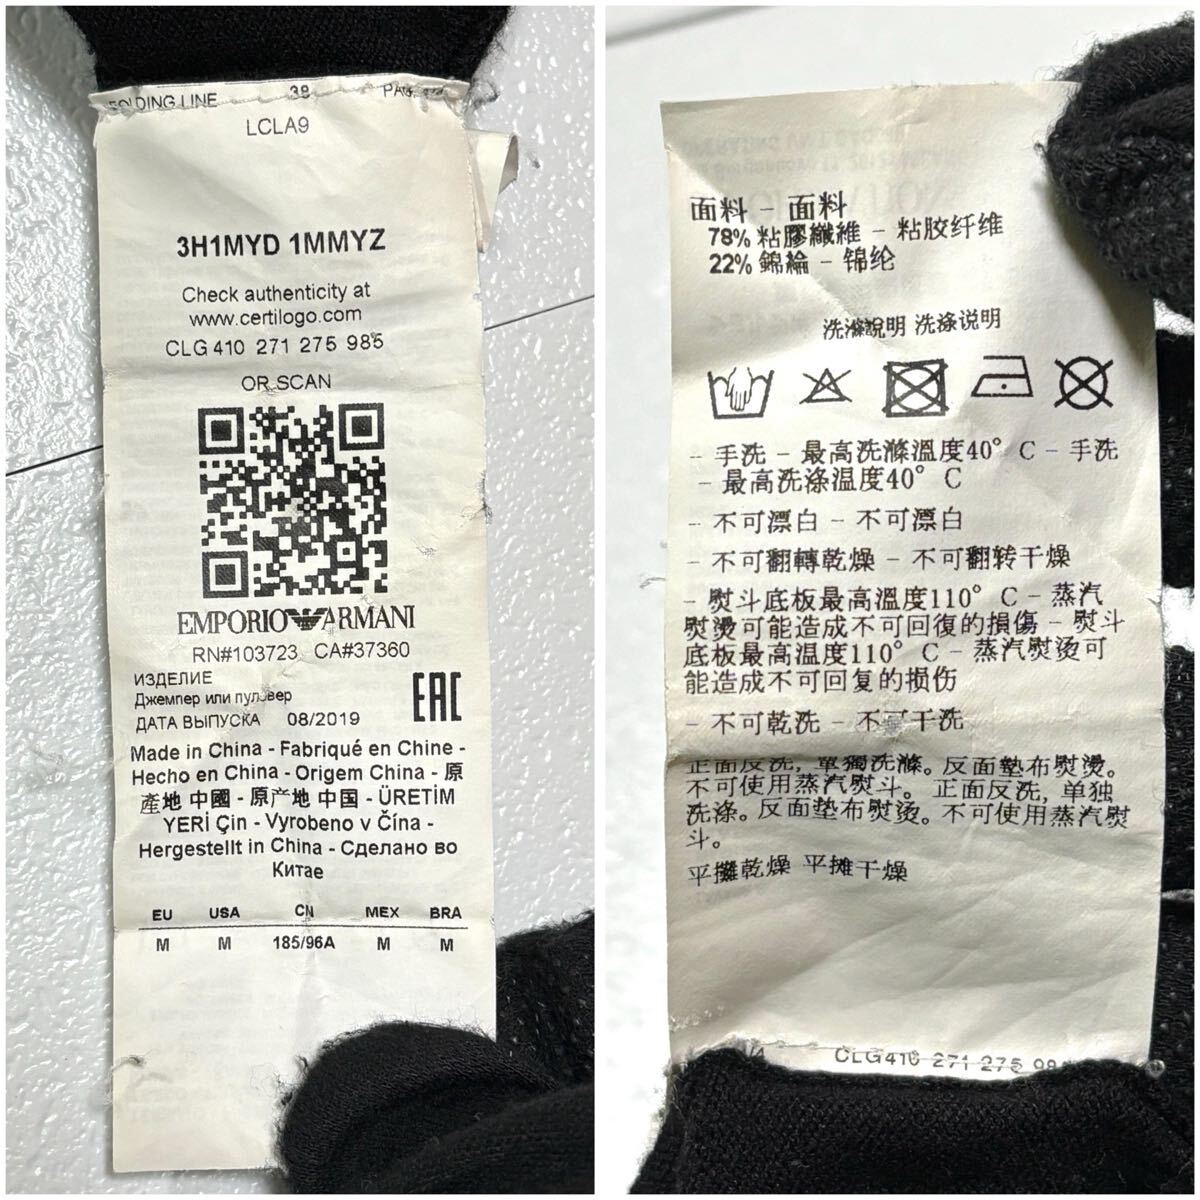 FOLDING LINE 38
LCLA9
3H1MYD 1MMYZ
Check authenticity at
www.certilogo.com
CLG 410 271 275 985
OR SCAN
EMPORIO ARMANI
RN#103723 CA#37360
ИЗДЕЛИЕ
Джемпер или пуловер
ДАТА ВЫПУСКА 08/2019
EAC
Made in China - Fabriqué en Chine -
Hecho en China - Origem China - 原
產地 中國 - 原产地 中国 - ÜRETİM
YERİ Çin - Vyrobeno v Čína -
Hergestellt in China - Сделано во
Китае
EU USA CN MEX BRA
M M 185/96A M M
面料 - 面料
78% 粘膠纖維 - 粘胶纤维
22% 錦綸 - 锦纶
洗滌說明 洗涤说明
- 手洗 - 最高洗滌溫度40° C - 手洗
- 最高洗涤温度40° C
- 不可漂白 - 不可漂白
- 不可翻轉乾燥 - 不可翻转干燥
- 熨斗底板最高溫度110° C - 蒸汽
熨燙可能造成不可回復的損傷 - 熨斗
底板最高温度110° C - 蒸汽熨烫可
能造成不可回复的损伤
- 不可乾洗 - 不可干洗
正面反洗, 單獨洗滌。反面墊布熨燙。
不可使用蒸汽熨斗。 正面反洗, 单独
洗涤。反面垫布熨烫。不可使用蒸汽熨
斗。
平攤乾燥 平摊干燥
CLG410 271 275